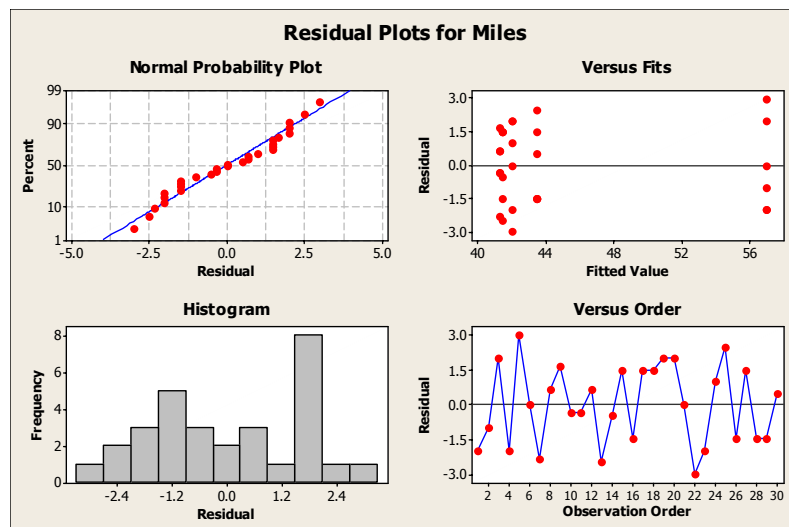 Residual Plots for Miles
Normal Probability Plot
99
90
50
10
1
Percent
-5.0 -2.5 0.0 2.5 5.0
Residual
Versus Fits
3.0
1.5
0.0
-1.5
-3.0
Residual
40 44 48 52 56
Fitted Value
Histogram
8
6
4
2
0
Frequency
-2.4 -1.2 0.0 1.2 2.4
Residual
Versus Order
3.0
1.5
0.0
-1.5
-3.0
Residual
2 4 6 8 10 12 14 16 18 20 22 24 26 28 30
Observation Order